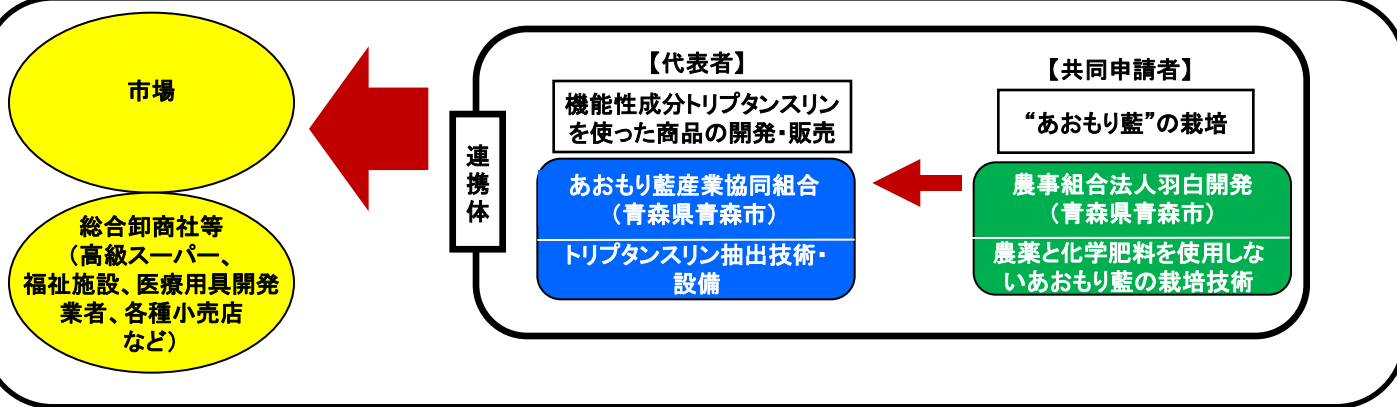 市場
総合卸商社等
（高級スーパー、
福祉施設、医療用具開発
業者、各種小売店
など）
連
携
体
【代表者】
機能性成分トリプタンスリン
を使った商品の開発・販売
あおもり藍産業協同組合
（青森県青森市）
トリプタンスリン抽出技術・
設備
【共同申請者】
“あおもり藍”の栽培
農事組合法人羽白開発
（青森県青森市）
農薬と化学肥料を使用しな
いあおもり藍の栽培技術